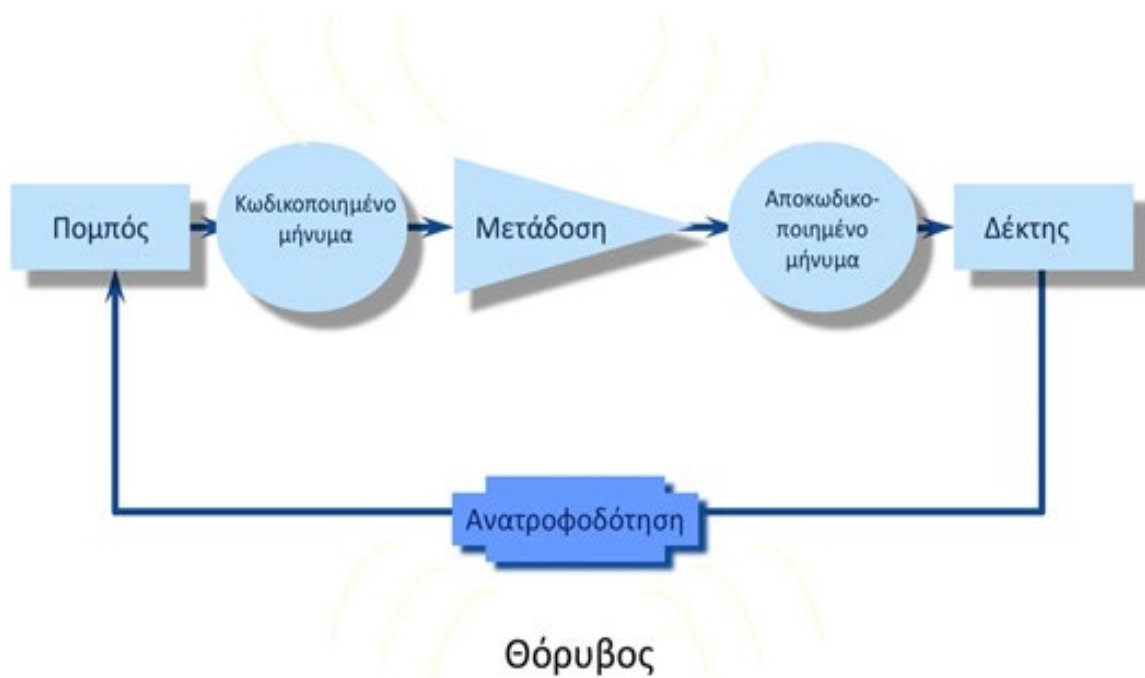 Πομπός
Κωδικοποιημένο
μήνυμα
Μετάδοση
Αποκωδικο-
ποιημένο
μήνυμα
Δέκτης
Ανατροφοδότηση
Θόρυβος